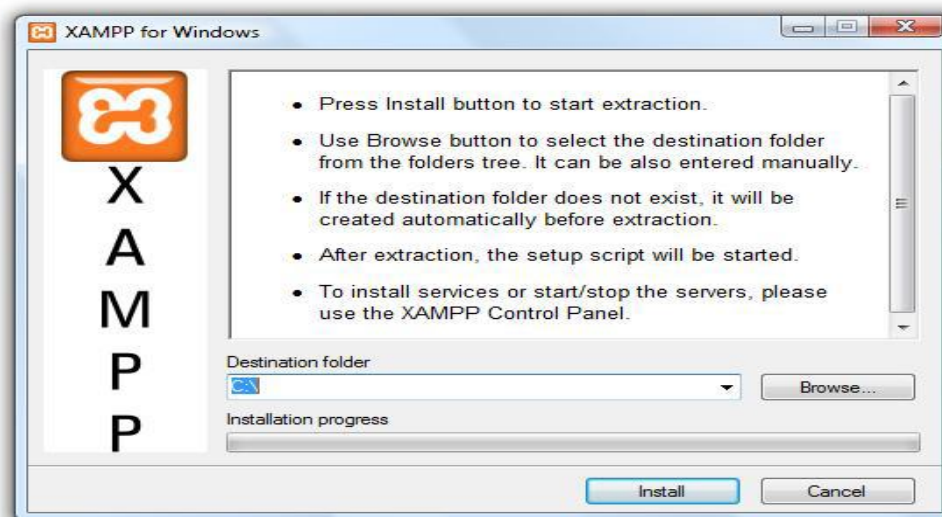 XAMPP for Windows
X
A
M
P
P
• Press Install button to start extraction.
• Use Browse button to select the destination folder
from the folders tree. It can be also entered manually.
• If the destination folder does not exist, it will be
created automatically before extraction.
• After extraction, the setup script will be started.
• To install services or start/stop the servers, please
use the XAMPP Control Panel.
Destination folder
C:\
Browse...
Installation progress
Install
Cancel